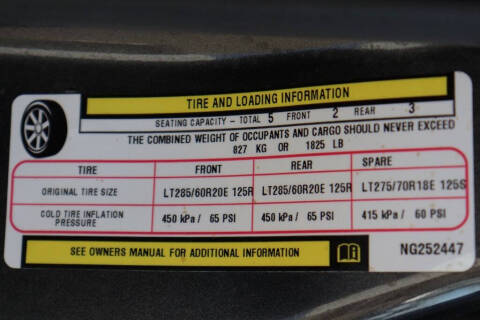 TIRE AND LOADING INFORMATION
SEATING CAPACITY - TOTAL 5 FRONT 2 REAR 3
THE COMBINED WEIGHT OF OCCUPANTS AND CARGO SHOULD NEVER EXCEED
827 KG OR 1825 LB
TIRE FRONT REAR SPARE
ORIGINAL TIRE SIZE LT285/60R20E 125R LT285/60R20E 125R LT275/70R18E 125S
COLD TIRE INFLATION
PRESSURE 450 kPa/ 65 PSI 450 kPa/ 65 PSI 415 kPa/ 60 PSI
SEE OWNERS MANUAL FOR ADDITIONAL INFORMATION
NG252447